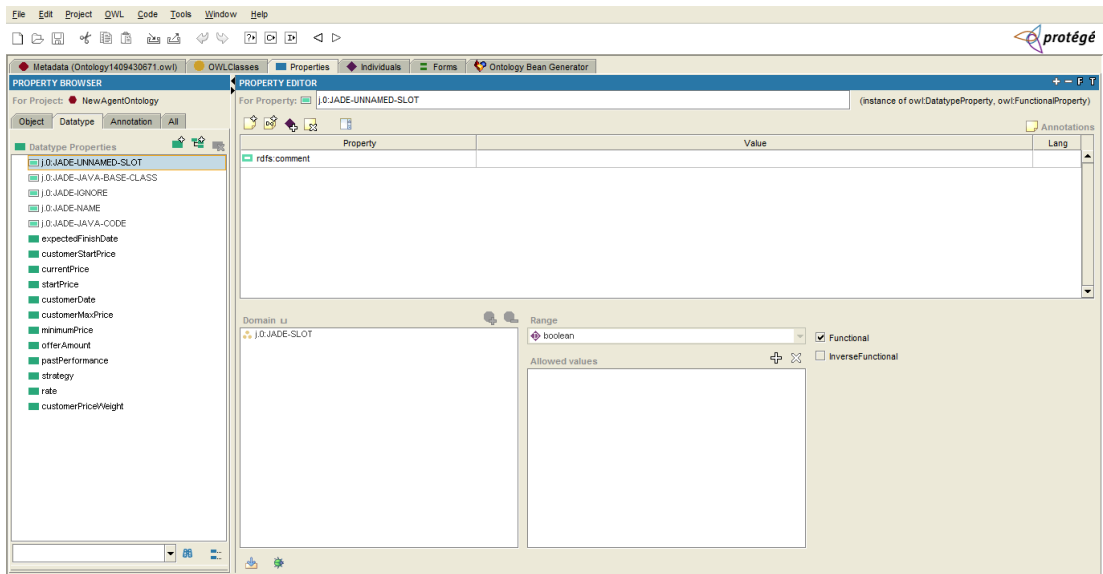 File Edit Project OWL Code Tools Window Help
protégé
Metadata (Ontology1409430671.owl) OWLClasses Properties Individuals Forms Ontology Bean Generator
PROPERTY BROWSER
For Project: NewAgentOntology
Object Datatype Annotation All
Datatype Properties
j.0:JADE-UNNAMED-SLOT
j.0:JADE-JAVA-BASE-CLASS
j.0:JADE-IGNORE
j.0:JADE-NAME
j.0:JADE-JAVA-CODE
expectedFinishDate
customerStartPrice
currentPrice
startPrice
customerDate
customerMaxPrice
minimumPrice
offerAmount
pastPerformance
strategy
rate
customerPriceWeight
PROPERTY EDITOR
F T
For Property: j.0:JADE-UNNAMED-SLOT (instance of owl:DatatypeProperty, owl:FunctionalProperty)
Annotations
Property Value Lang
rdfs:comment
Domain
j.0:JADE-SLOT
Range
boolean
Functional
InverseFunctional
Allowed values